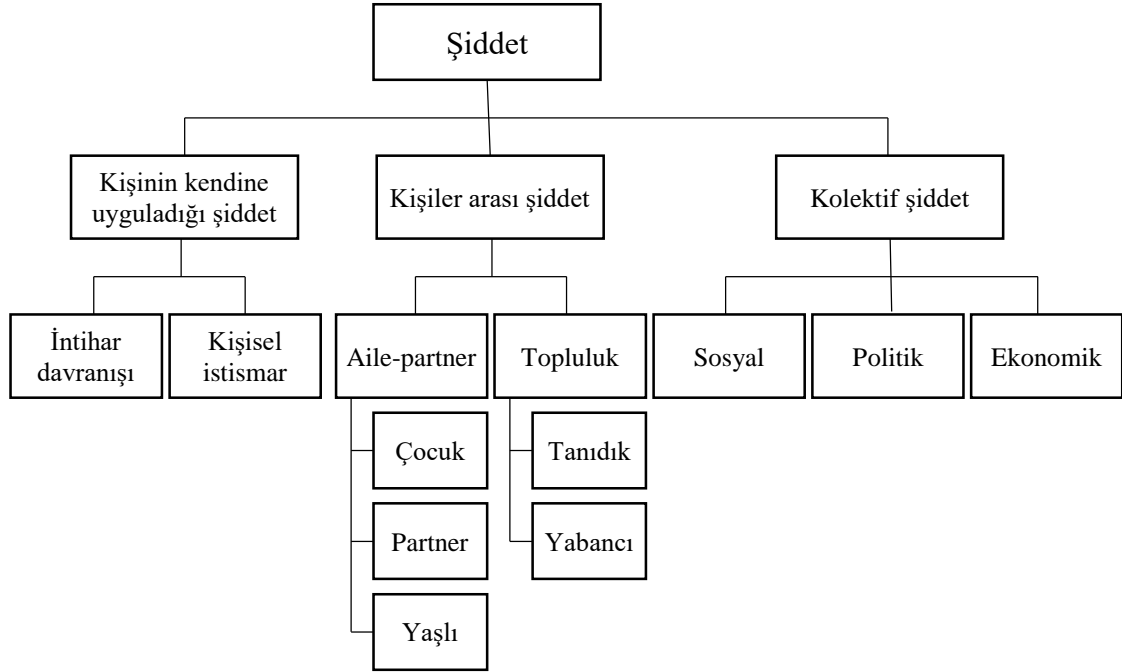 Şiddet
Kişinin kendine
uyguladığı şiddet
Kişiler arası şiddet
Kolektif şiddet
İntihar
davranışı
Kişisel
istismar
Aile-partner
Topluluk
Sosyal
Politik
Ekonomik
Çocuk
Tanıdık
Partner
Yabancı
Yaşlı